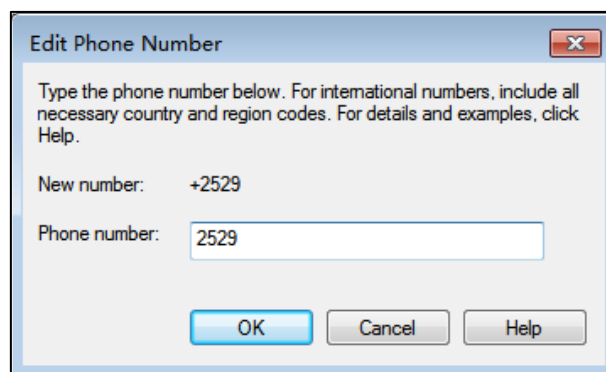 Edit Phone Number
Type the phone number below. For international numbers, include all
necessary country and region codes. For details and examples, click
Help.
New number: +2529
Phone number: 2529
OK Cancel Help